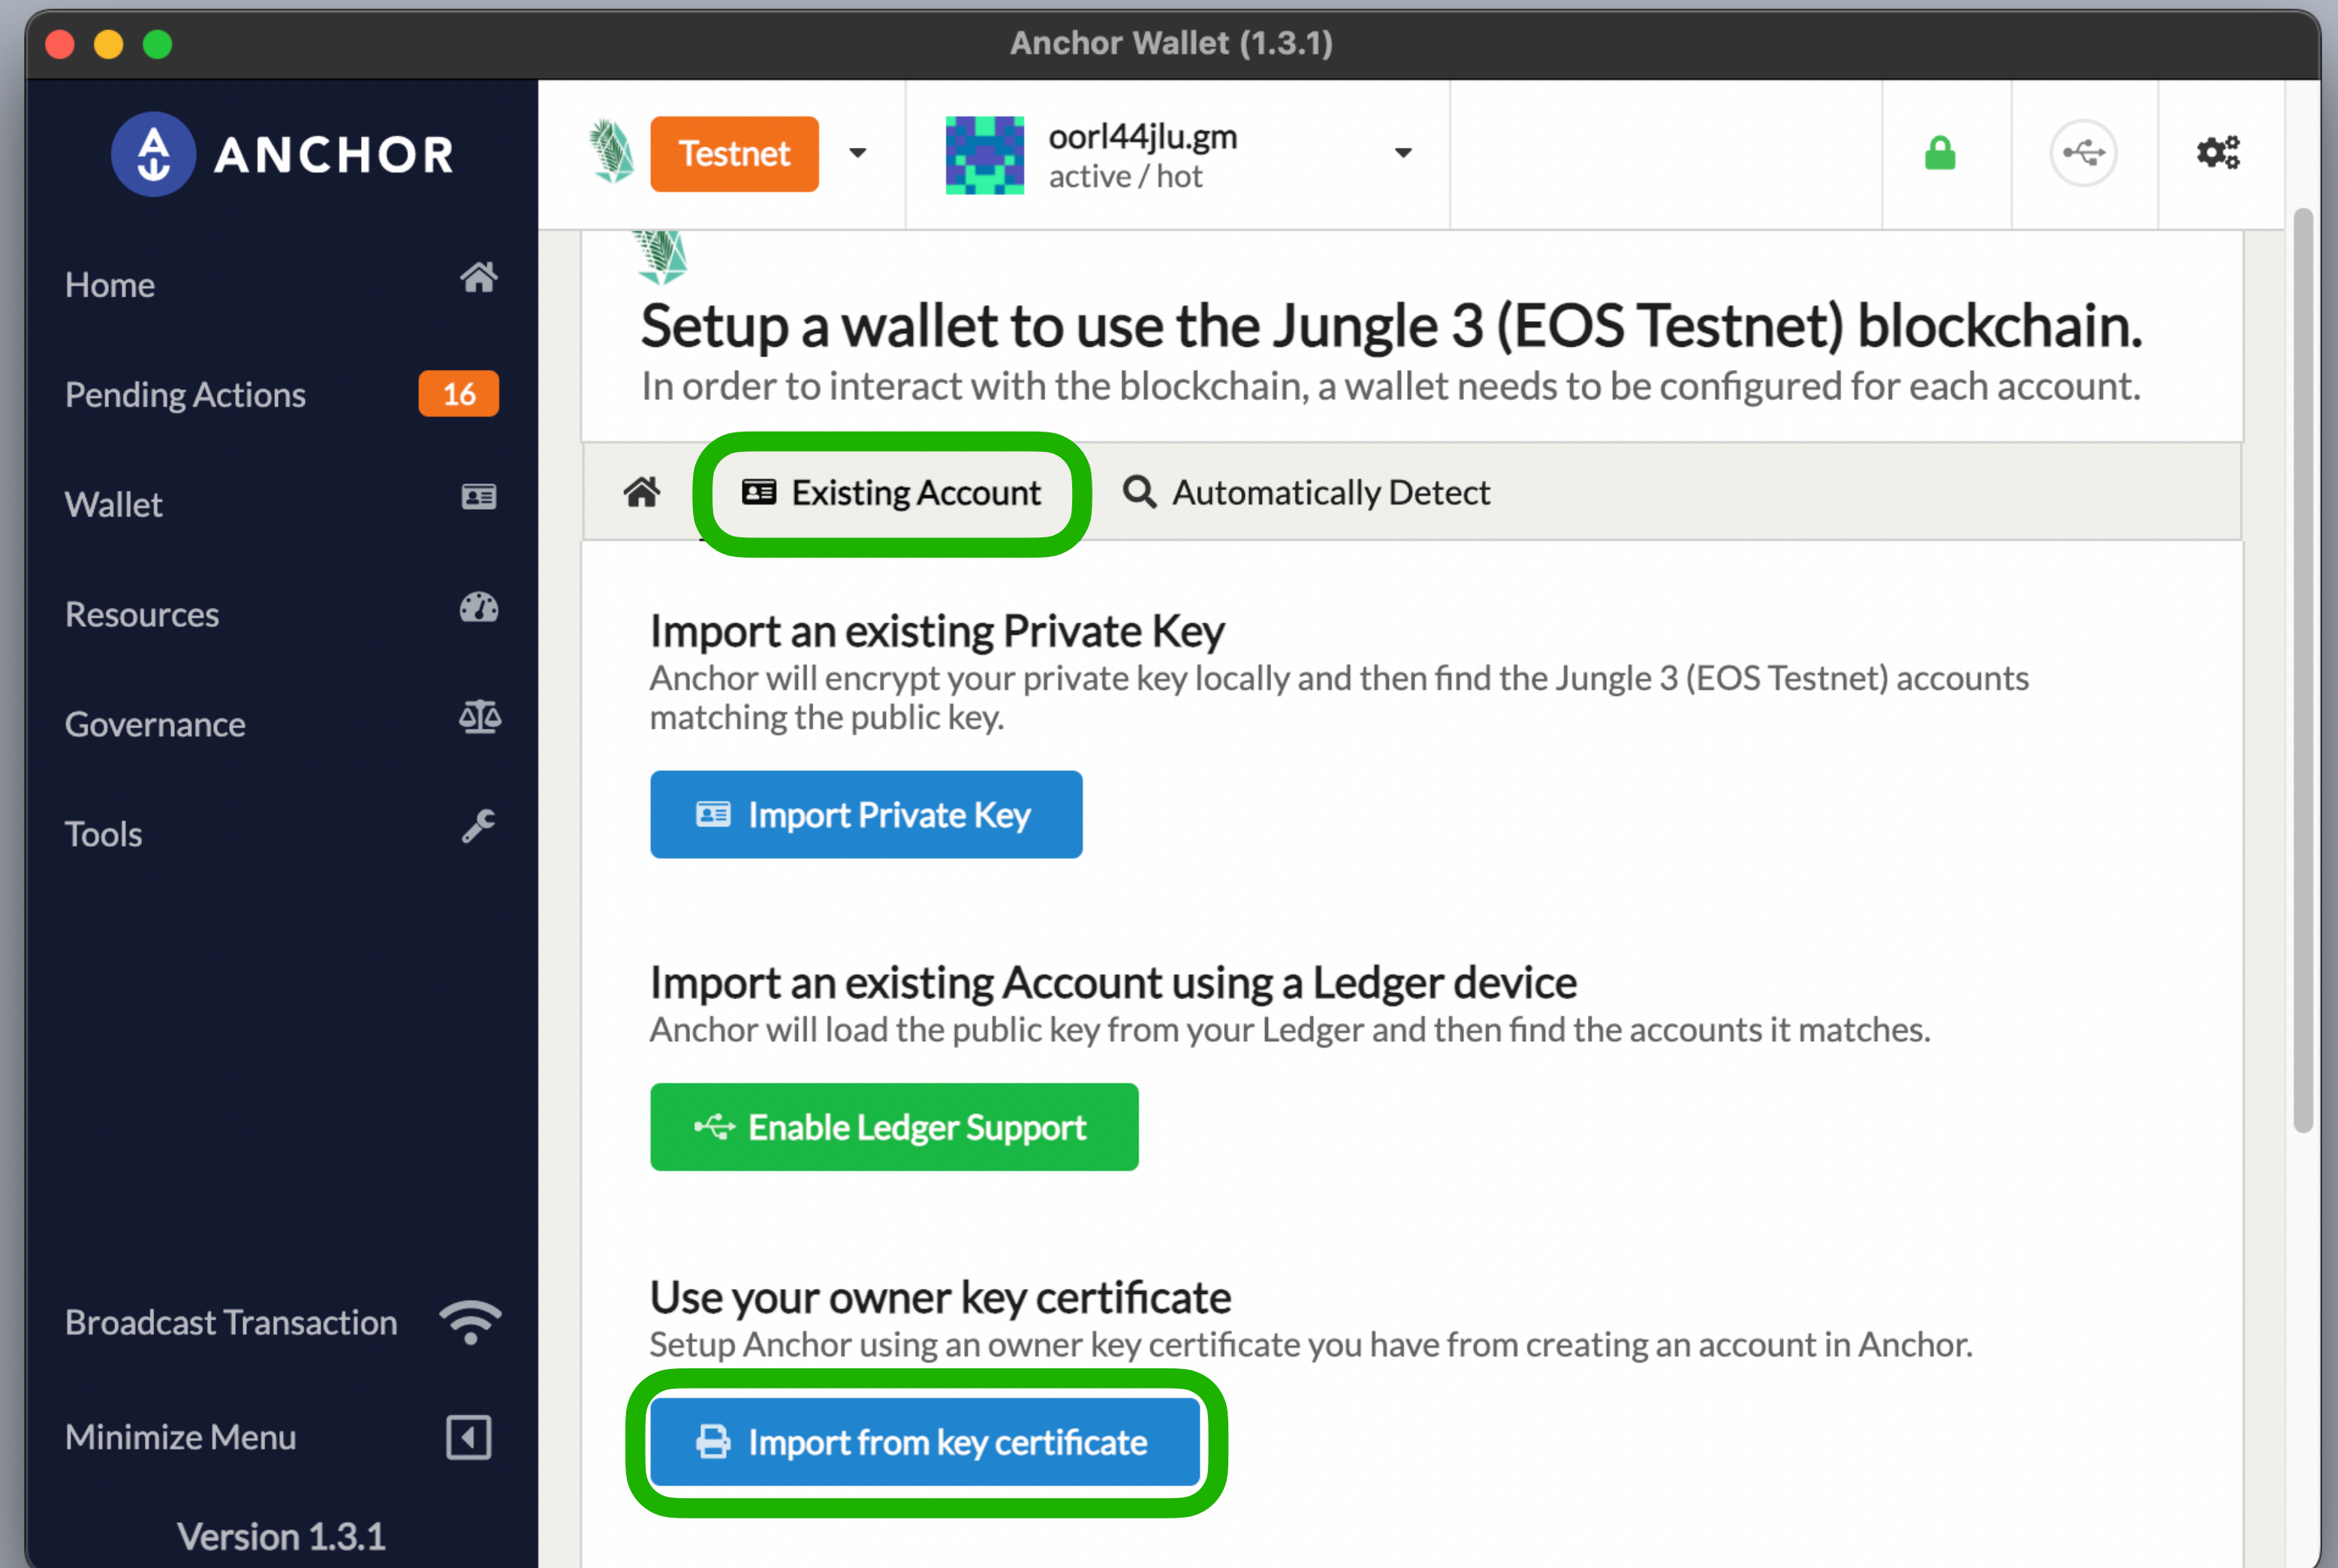 Anchor Wallet (1.3.1)
ANCHOR
Home
Pending Actions 16
Wallet
Resources
Governance
Tools
Broadcast Transaction
Minimize Menu
Version 1.3.1
Testnet
oorl44jlu.gm
active / hot
Setup a wallet to use the Jungle 3 (EOS Testnet) blockchain.
In order to interact with the blockchain, a wallet needs to be configured for each account.
Existing Account
Automatically Detect
Import an existing Private Key
Anchor will encrypt your private key locally and then find the Jungle 3 (EOS Testnet) accounts
matching the public key.
Import Private Key
Import an existing Account using a Ledger device
Anchor will load the public key from your Ledger and then find the accounts it matches.
Enable Ledger Support
Use your owner key certificate
Setup Anchor using an owner key certificate you have from creating an account in Anchor.
Import from key certificate